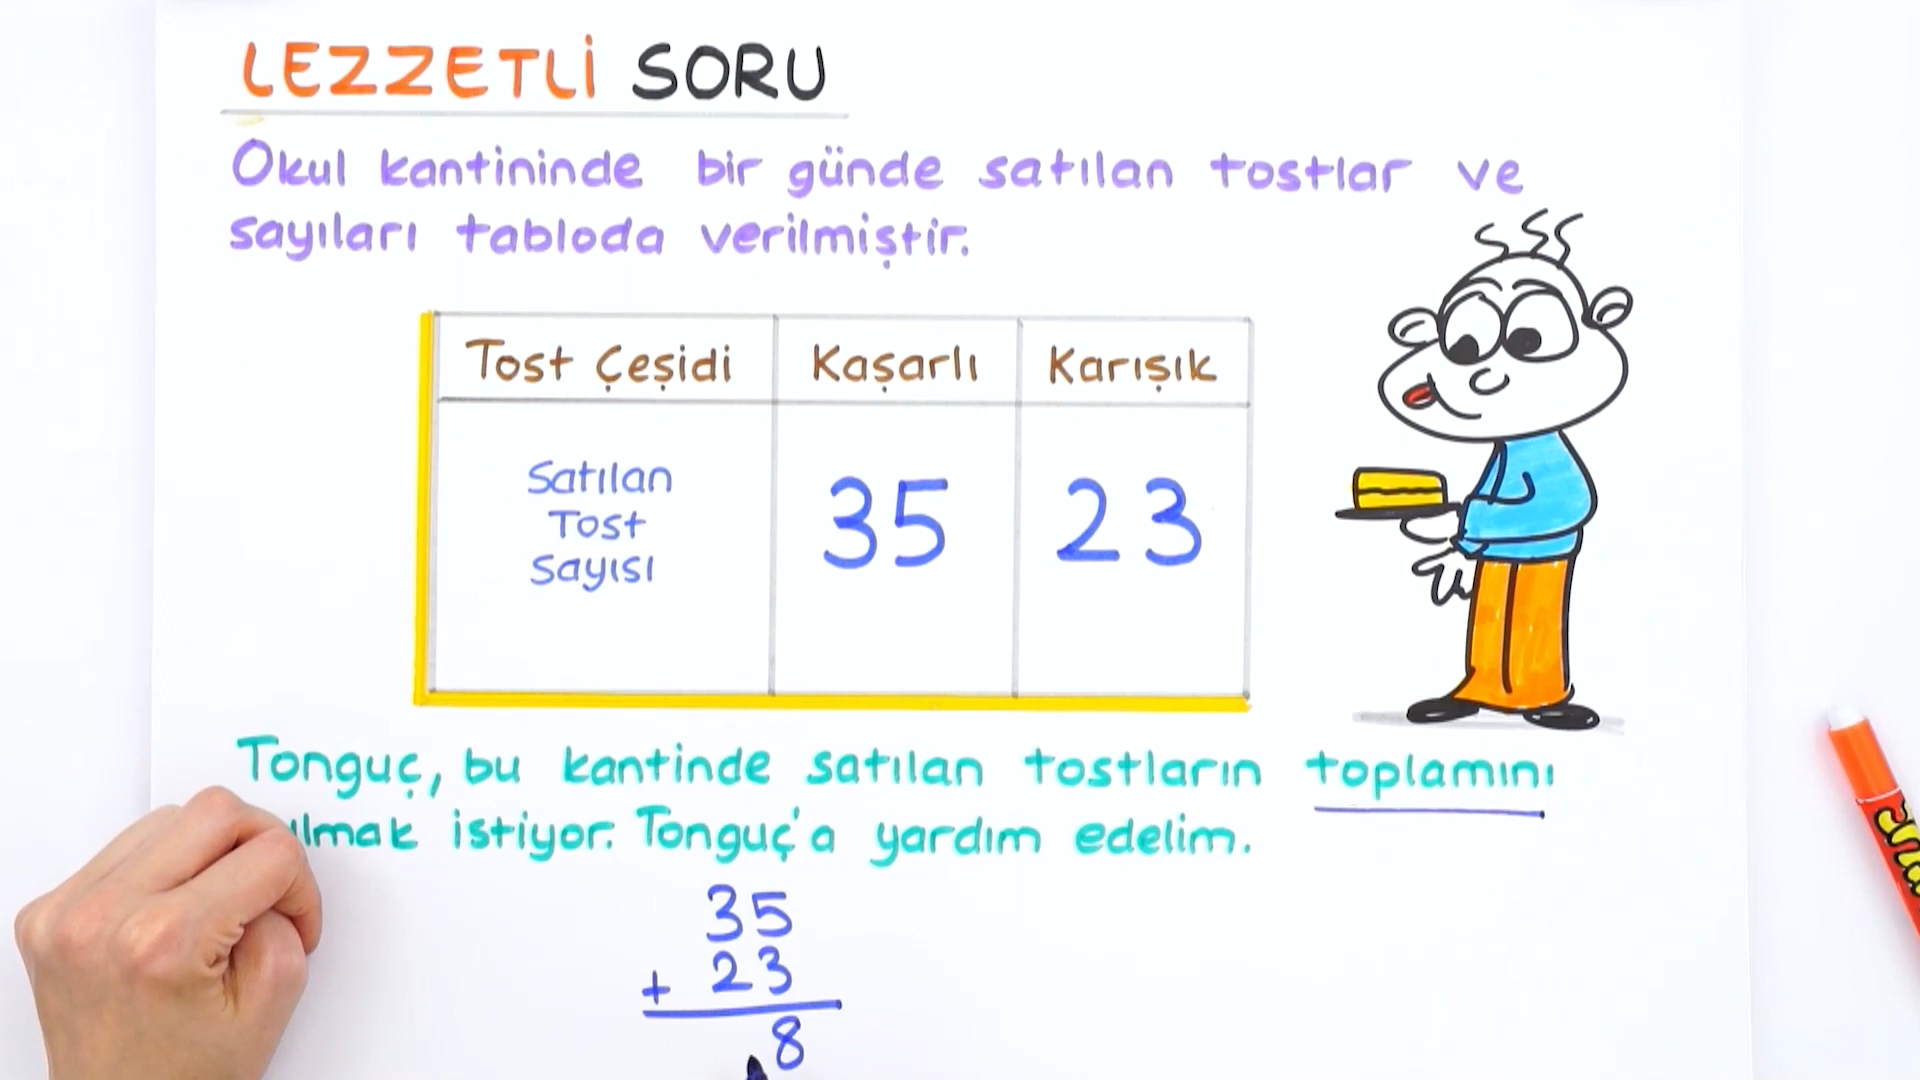 LEZZETLİ SORU
Okul kantininde bir günde satılan tostlar ve
sayıları tabloda verilmiştir.
Tost Çeşidi Kaşarlı Karışık
Satılan
Tost
Sayısı
35 23
Tonguç, bu kantinde satılan tostların toplamını
istiyor. Tonguç'a yardım edelim.
35
+ 23
8